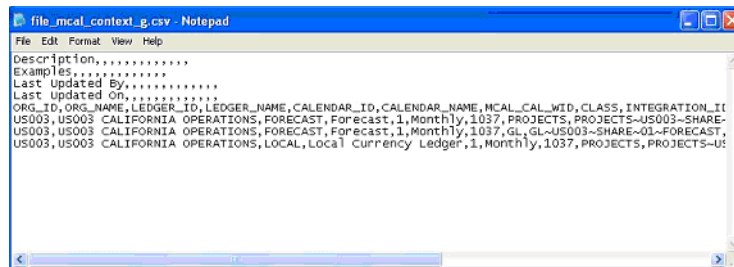 file_mcal_context_g.csv - Notepad
File Edit Format View Help
Description,,,,,,,,,,,,,
Examples,,,,,,,,,,,,,
Last Updated By,,,,,,,,,,,,,
Last Updated On,,,,,,,,,,,,,
ORG_ID,ORG_NAME,LEDGER_ID,LEDGER_NAME,CALENDAR_ID,CALENDAR_NAME,MCAL_CAL_WID,CLASS,INTEGRATION_ID
US003,US003 CALIFORNIA OPERATIONS,FORECAST,Forecast,1,Monthly,1037,PROJECTS,PROJECTS~US003~SHARE~
US003,US003 CALIFORNIA OPERATIONS,FORECAST,Forecast,1,Monthly,1037,GL,GL~US003~SHARE~01~FORECAST,
US003,US003 CALIFORNIA OPERATIONS,LOCAL,Local Currency Ledger,1,Monthly,1037,PROJECTS,PROJECTS~US